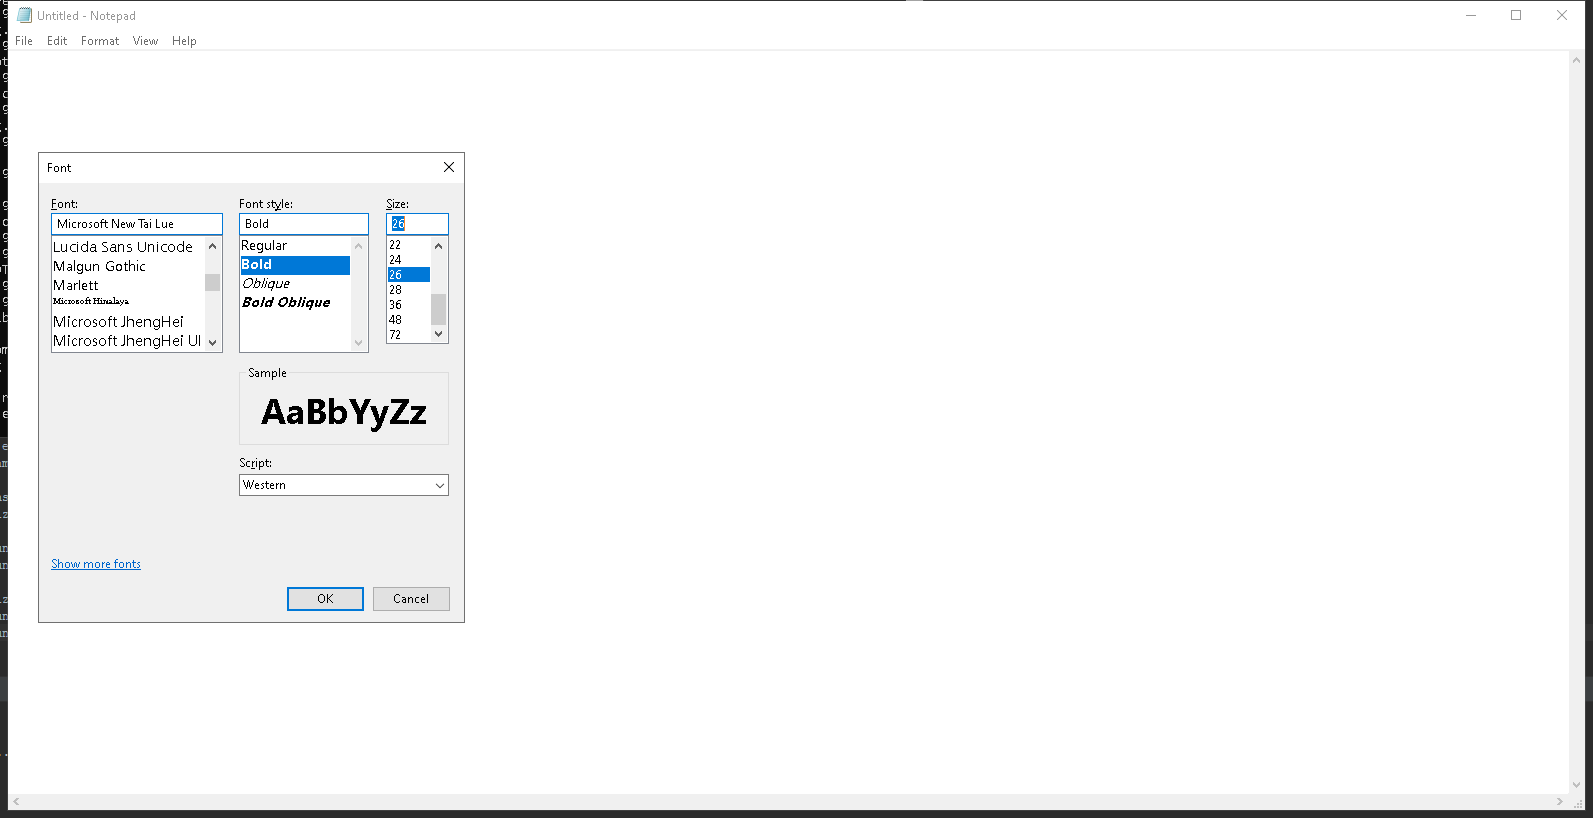 Untitled - Notepad
File Edit Format View Help
Font
Font: Font style: Size:
Microsoft New Tai Lue Bold 26
Lucida Sans Unicode
Malgun Gothic
Marlett
Microsoft Himalaya
Microsoft JhengHei
Microsoft JhengHei UI
Regular
Bold
Oblique
Bold Oblique
22
24
26
28
36
48
72
Sample
AaBbYyZz
Script:
Western
Show more fonts
OK Cancel